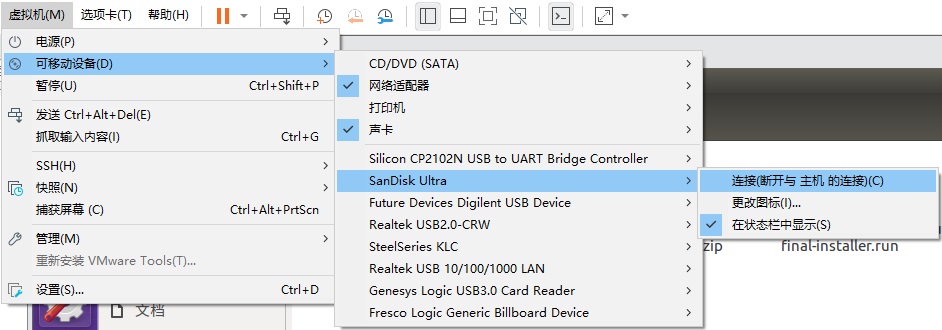 虚拟机(M) 选项卡(T) 帮助(H)
电源(P)
可移动设备(D)
暂停(U) Ctrl+Shift+P
发送 Ctrl+Alt+Del(E)
抓取输入内容(I) Ctrl+G
SSH(H)
快照(N)
捕获屏幕 (C) Ctrl+Alt+PrtScn
管理(M)
重新安装 VMware Tools(T)...
设置(S)... Ctrl+D
文档
CD/DVD (SATA)
网络适配器
打印机
声卡
Silicon CP2102N USB to UART Bridge Controller
SanDisk Ultra
Future Devices Digilent USB Device
Realtek USB2.0-CRW
SteelSeries KLC
Realtek USB 10/100/1000 LAN
Genesys Logic USB3.0 Card Reader
Fresco Logic Generic Billboard Device
连接(断开与 主机 的连接)(C)
更改图标(I)...
在状态栏中显示(S)
zip final-installer.run